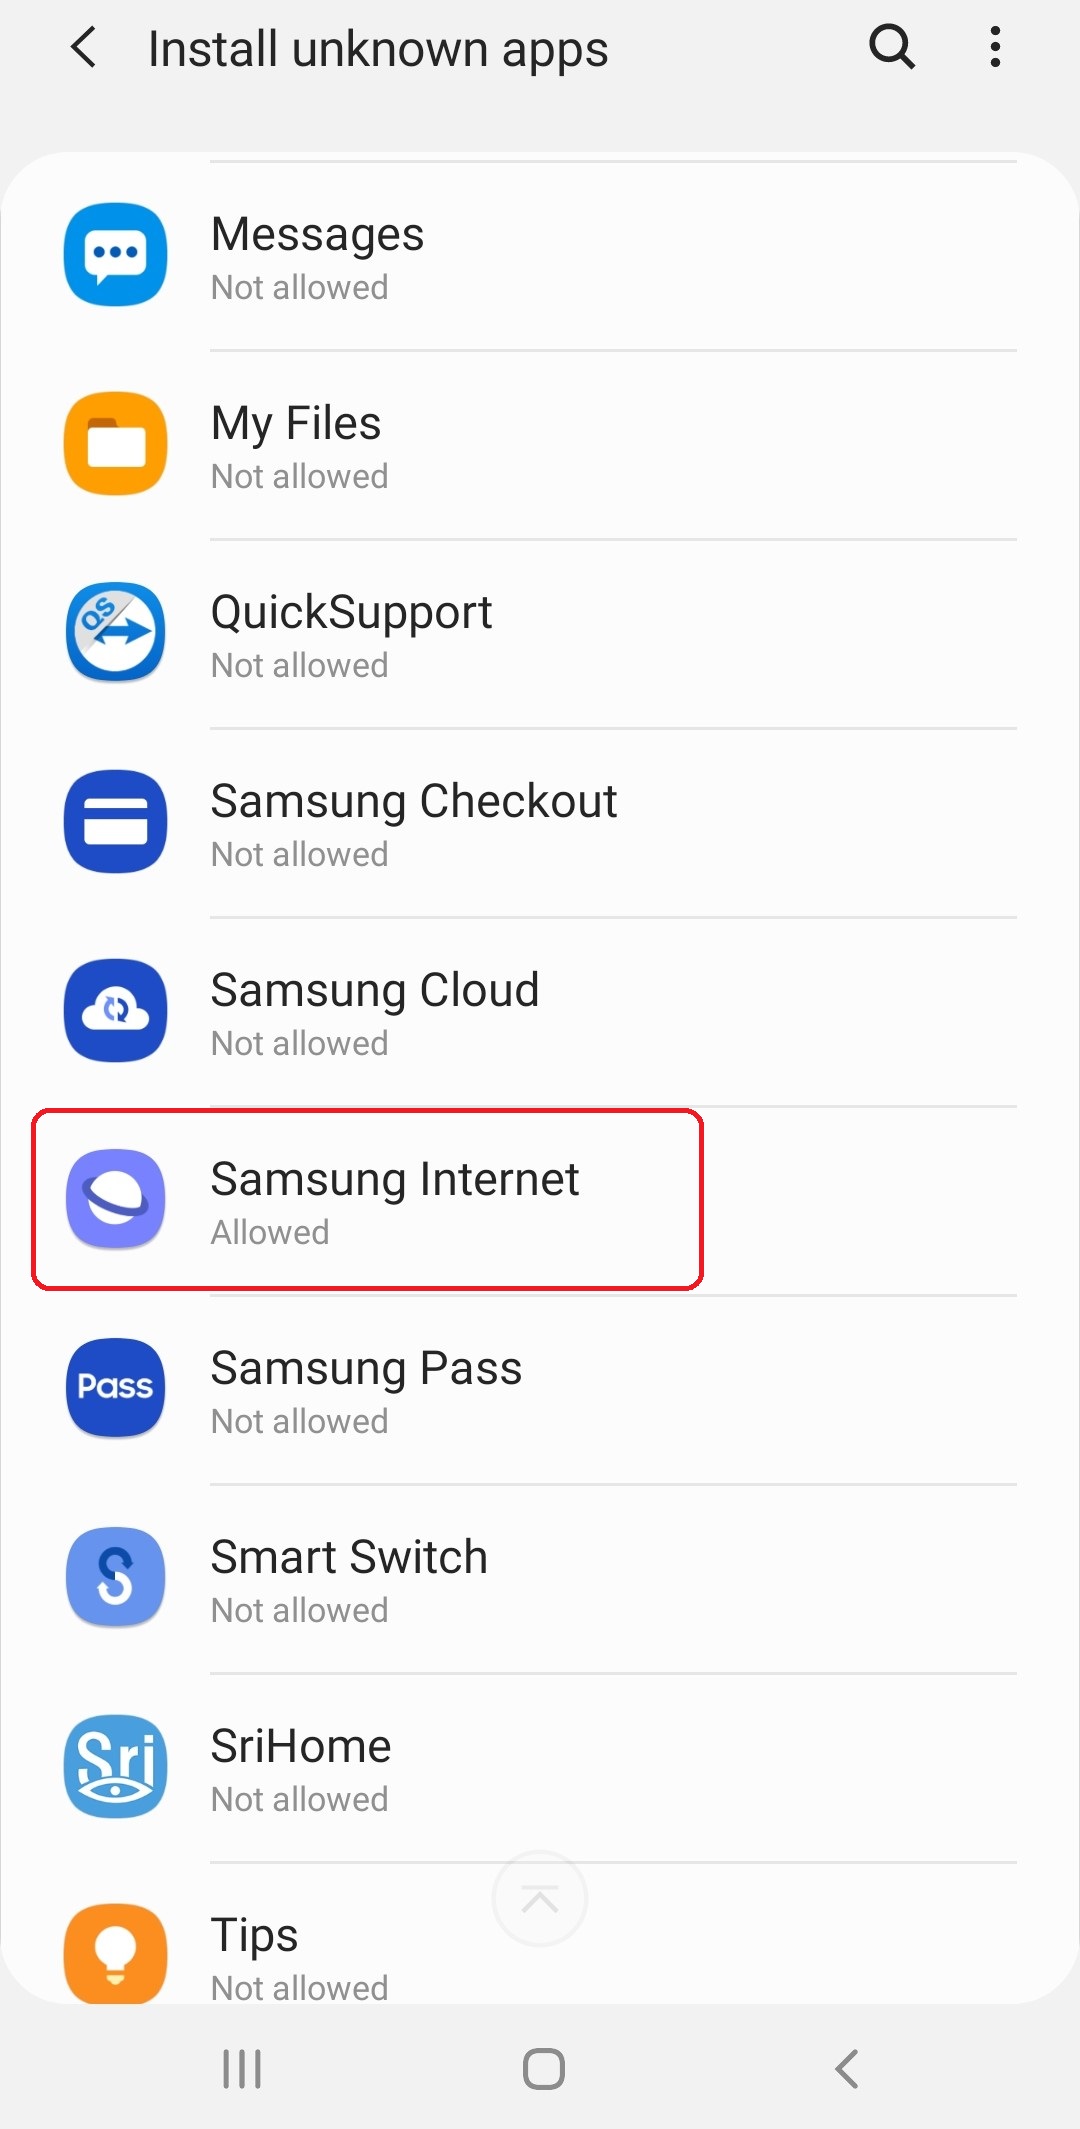 Install unknown apps
Messages
Not allowed
My Files
Not allowed
QS
QuickSupport
Not allowed
Samsung Checkout
Not allowed
Samsung Cloud
Not allowed
Samsung Internet
Allowed
Pass
Samsung Pass
Not allowed
S
Smart Switch
Not allowed
Sri
SriHome
Not allowed
Tips
Not allowed